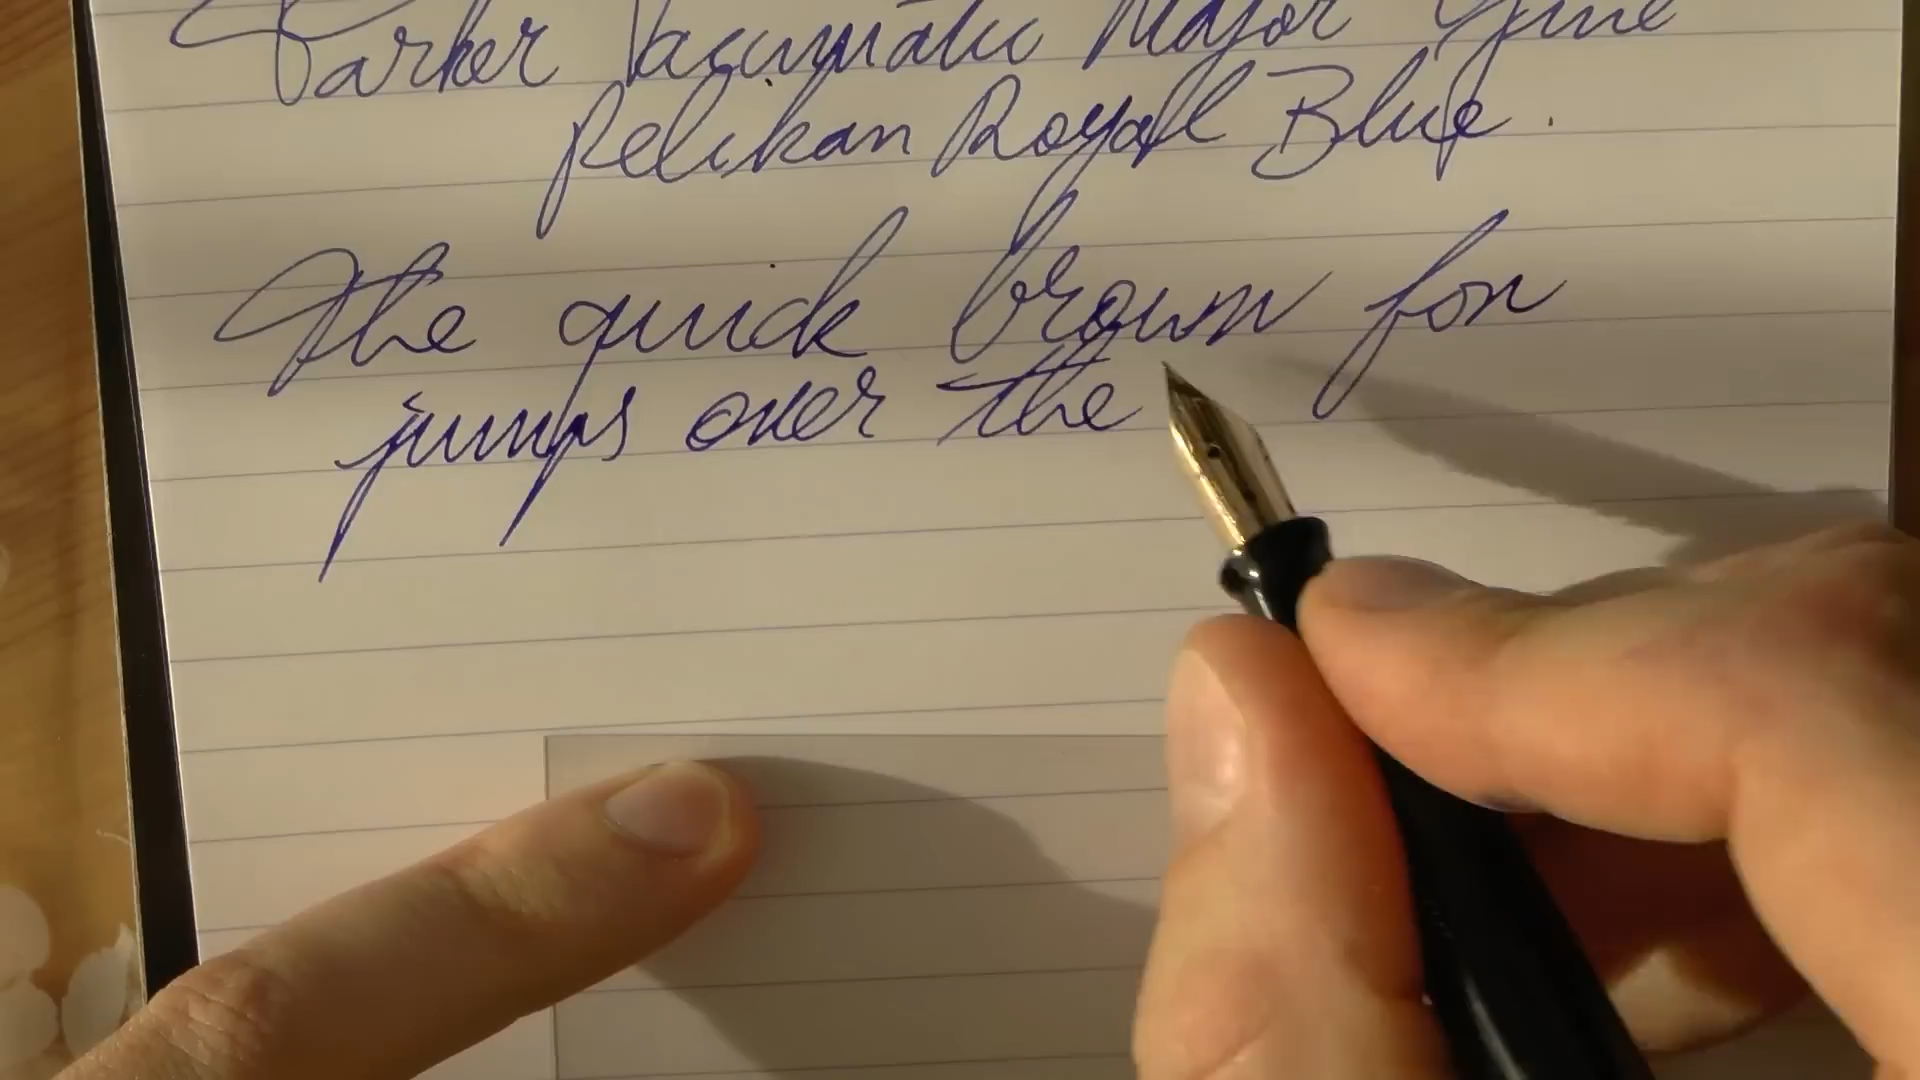 Parker Vacumatic Major Fine
Pelikan Royal Blue.
The quick brown fox
jumps over the